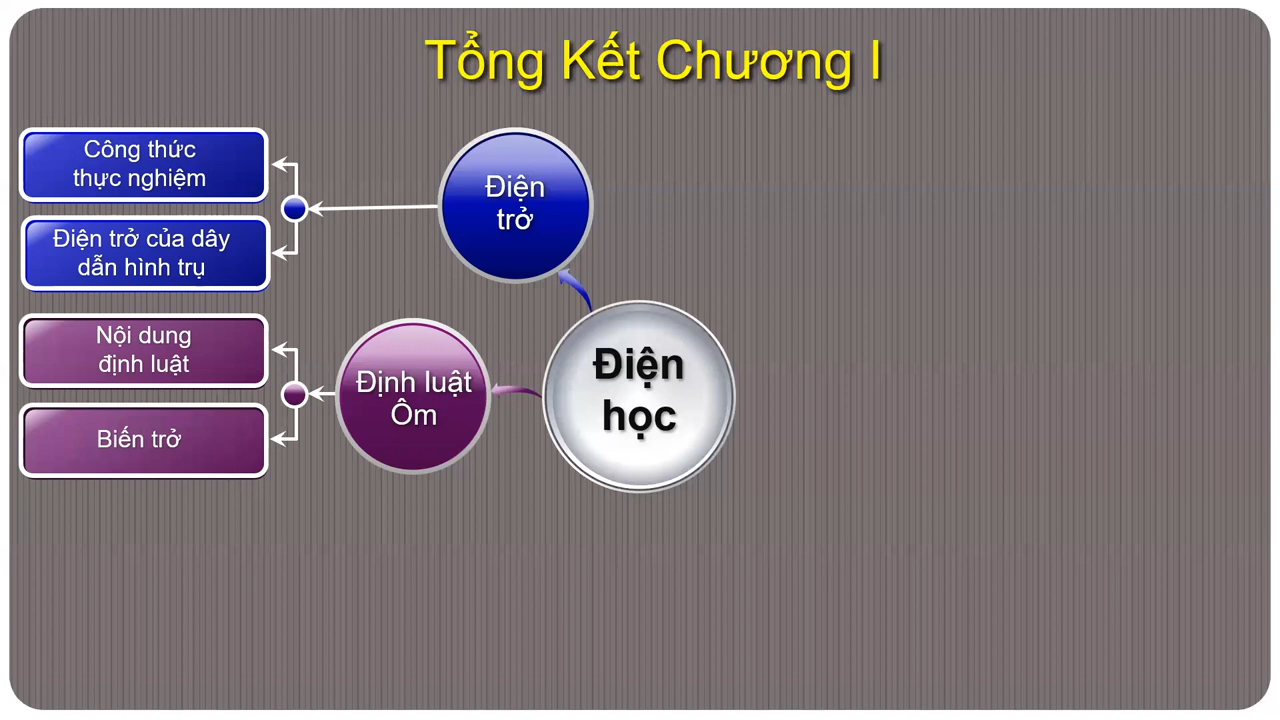 Tổng Kết Chương I
Công thức
thực nghiệm
Điện trở của dây
dẫn hình trụ
Điện
trở
Nội dung
định luật
Biến trở
Định luật
Ôm
Điện
học